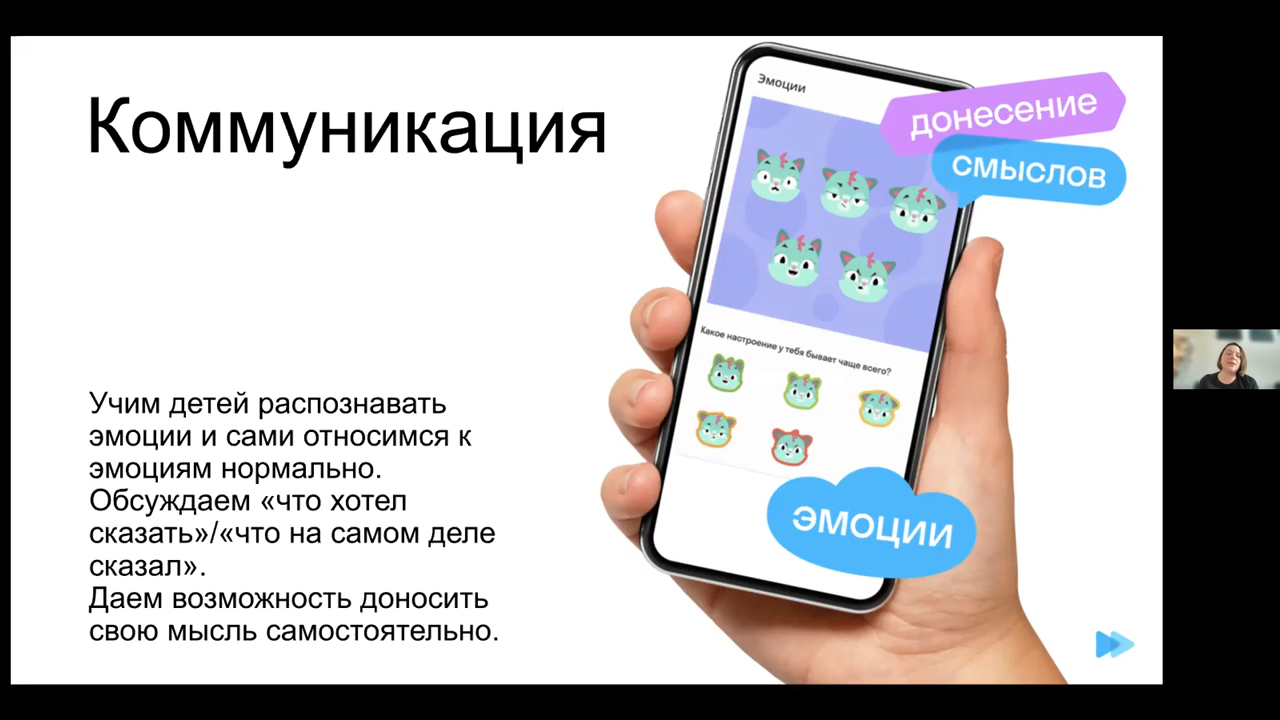 Коммуникация
Эмоции
донесение
смыслов
Какое настроение у тебя бывает чаще всего?
эмоции
Учим детей распознавать
эмоции и сами относимся к
эмоциям нормально.
Обсуждаем «что хотел
сказать»/«что на самом деле
сказал».
Даем возможность доносить
свою мысль самостоятельно.